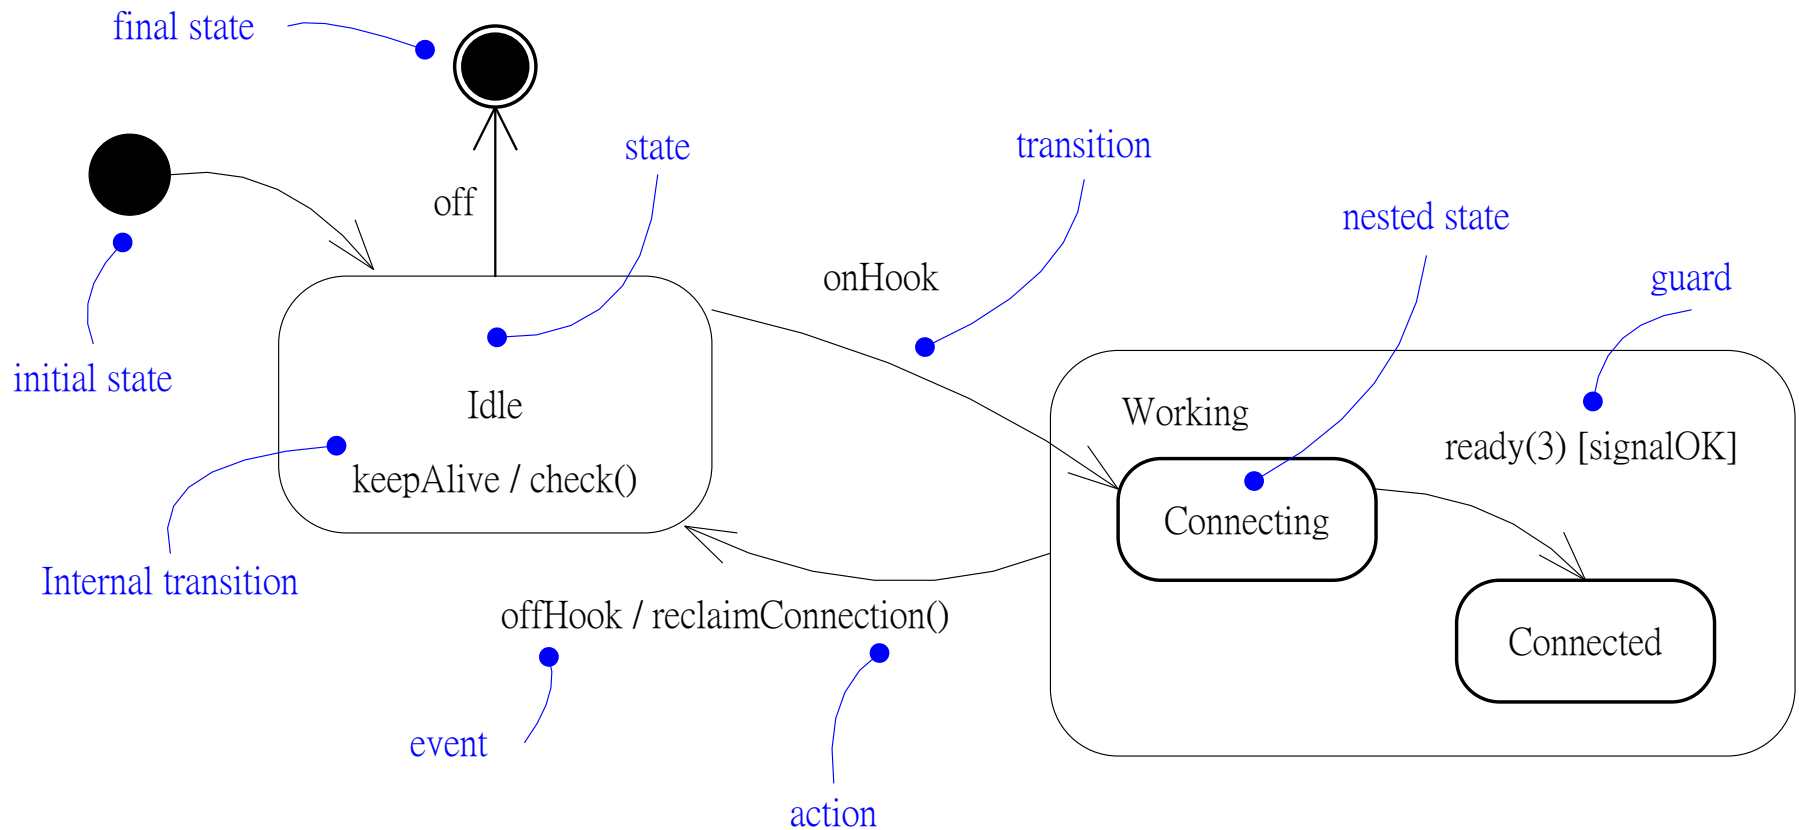 final state
state
transition
off
nested state
onHook
guard
initial state
Idle
Working
keepAlive / check()
ready(3) [signalOK]
Connecting
Internal transition
offHook / reclaimConnection()
Connected
event
action